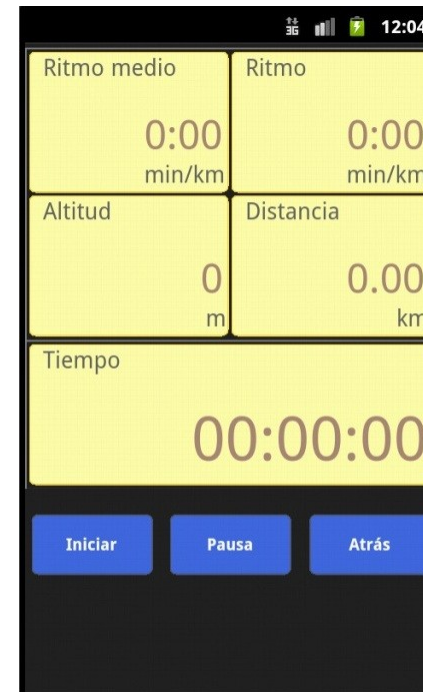 3G 12:04
Ritmo medio Ritmo
0:00 0:00
min/km min/km
Altitud Distancia
0 0.00
m km
Tiempo
00:00:00
Iniciar Pausa Atrás